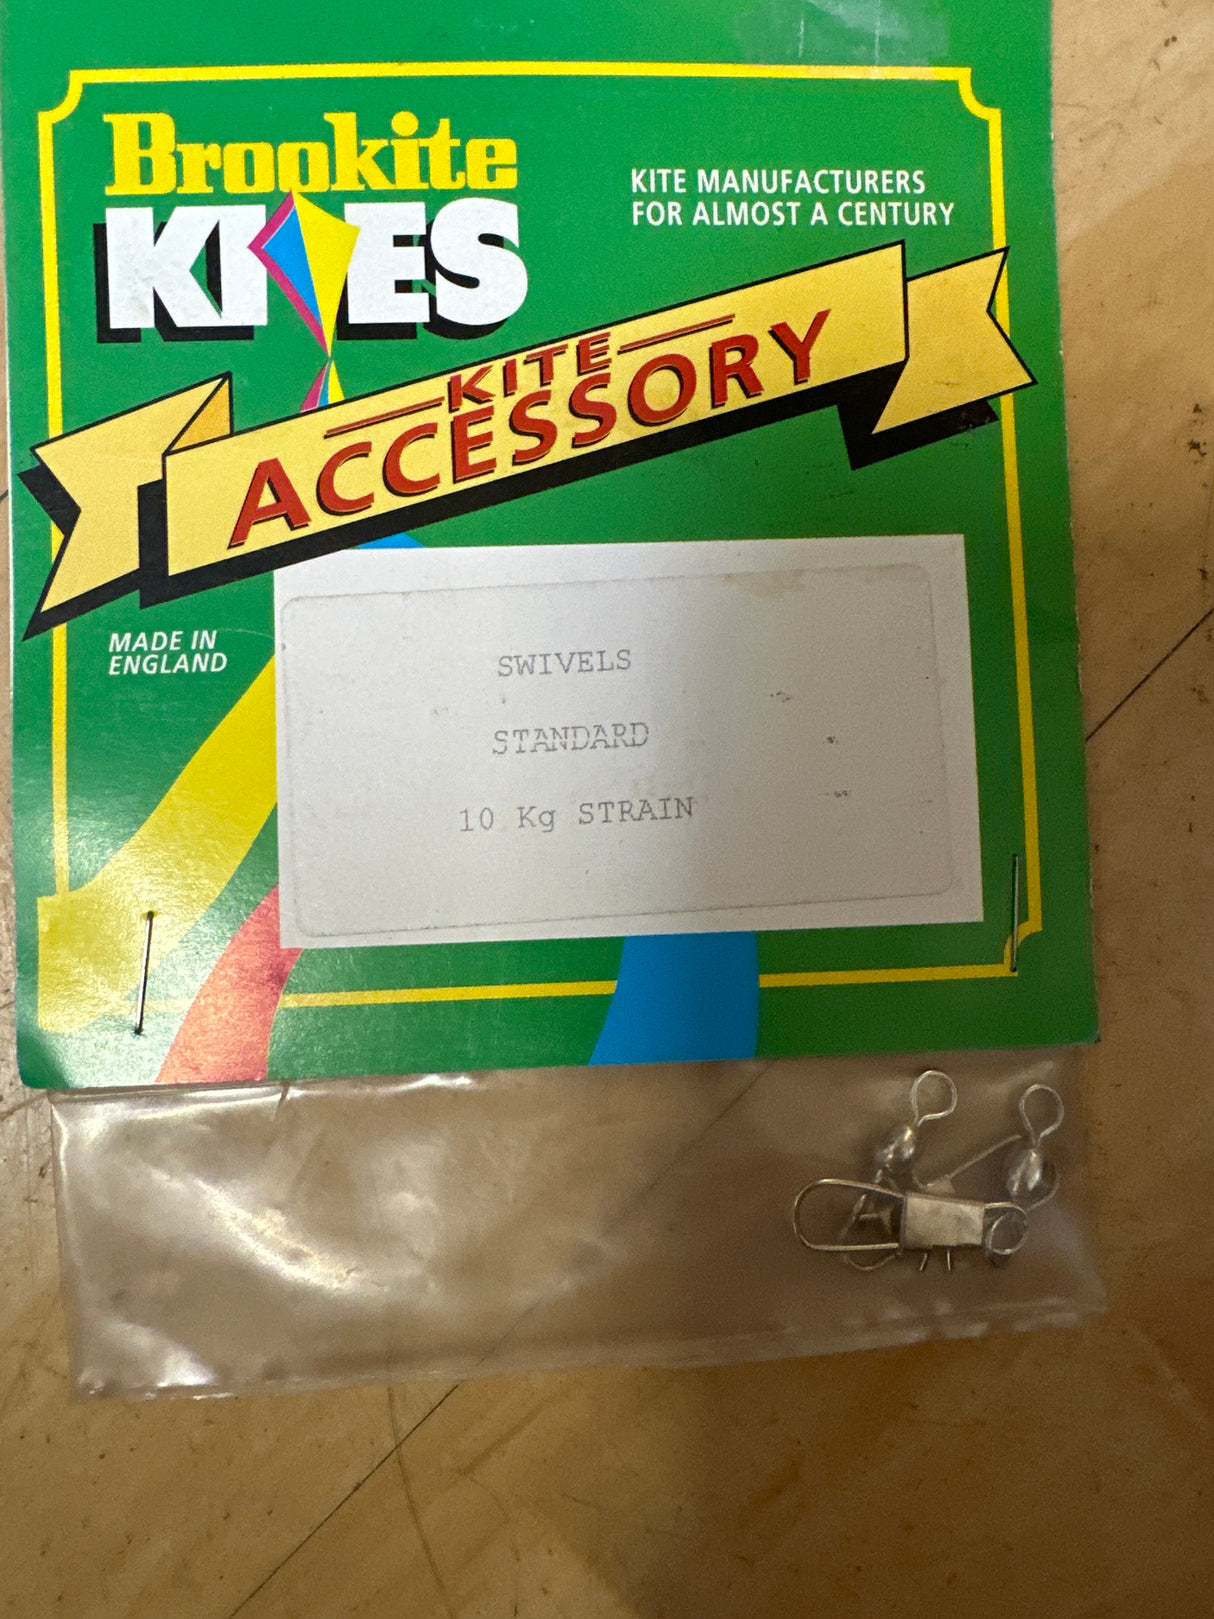 Brookite
KITES
KITE MANUFACTURERS
FOR ALMOST A CENTURY
KITE
ACCESSORY
MADE IN
ENGLAND
SWIVELS
STANDARD
10 Kg STRAIN